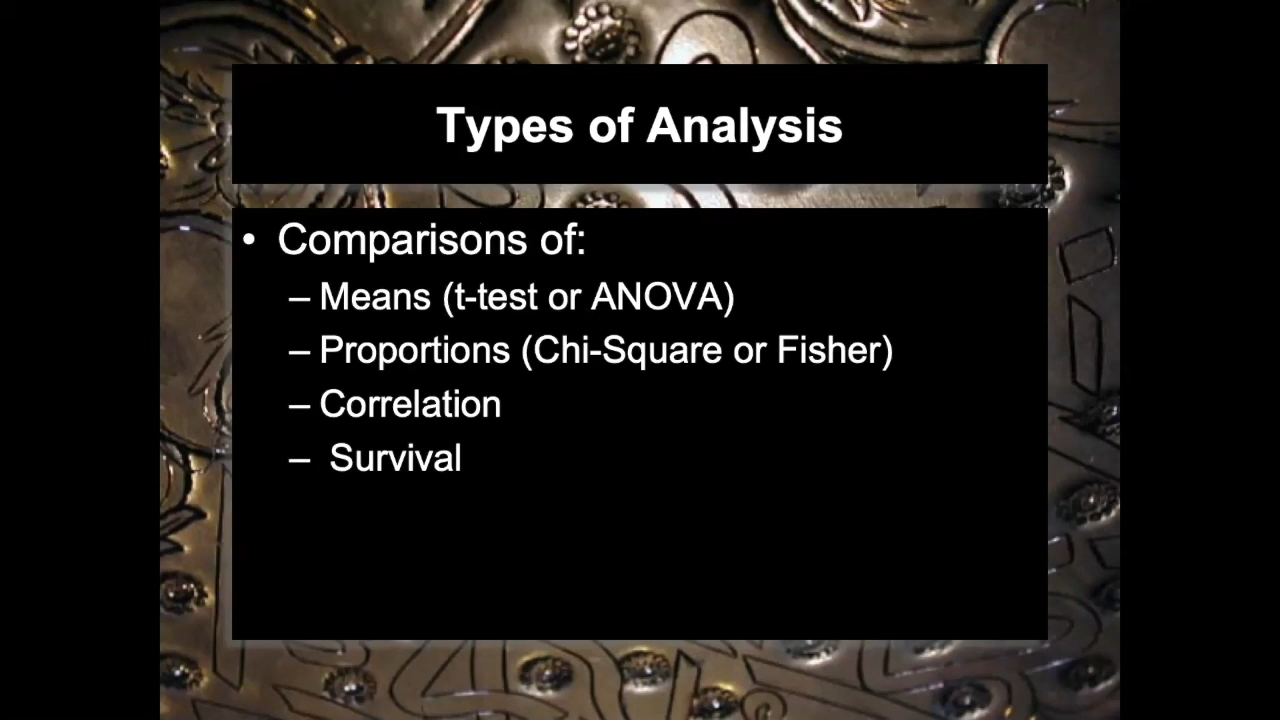 Types of Analysis
• Comparisons of:
– Means (t-test or ANOVA)
– Proportions (Chi-Square or Fisher)
– Correlation
– Survival